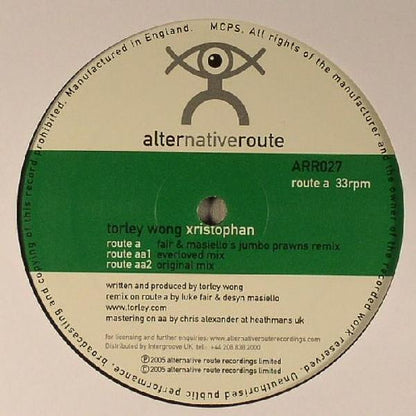 Manufactured in England. MCPS. All rights of the manufacturer and the owner of the recorded work reserved. Unauthorised public performance, broadcasting and copying of this record prohibited.
alternativeroute
ARR027
route a 33rpm
torley wong xristophan
route a fair & masiello's jumbo prawns remix
route aa1 everloved mix
route aa2 original mix
written and produced by torley wong
remix on route a by luke fair & desyn masiello
www.torley.com
mastering on aa by chris alexander at heathmans uk
for licensing and further enquiries: www.alternativerouterecordings.com
Distributed by Intergroove UK tel:- +44 208 838 2000
Ⓟ 2005 alternative route recordings limited
© 2005 alternative route recordings limited